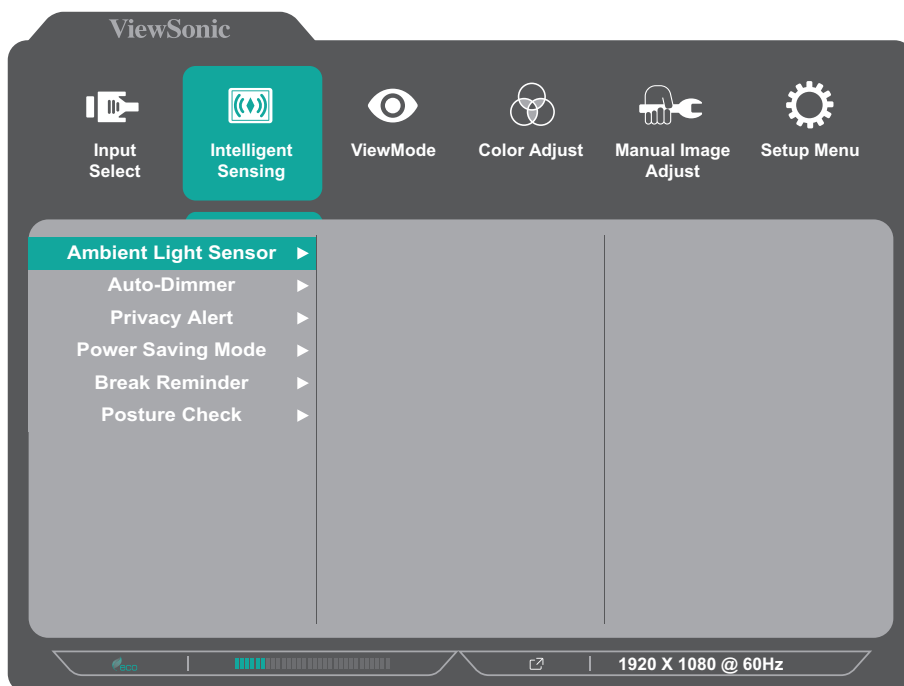 ViewSonic
Input
Select
Intelligent
Sensing
ViewMode
Color Adjust
Manual Image
Adjust
Setup Menu
Ambient Light Sensor
Auto-Dimmer
Privacy Alert
Power Saving Mode
Break Reminder
Posture Check
eco
1920 X 1080 @ 60Hz